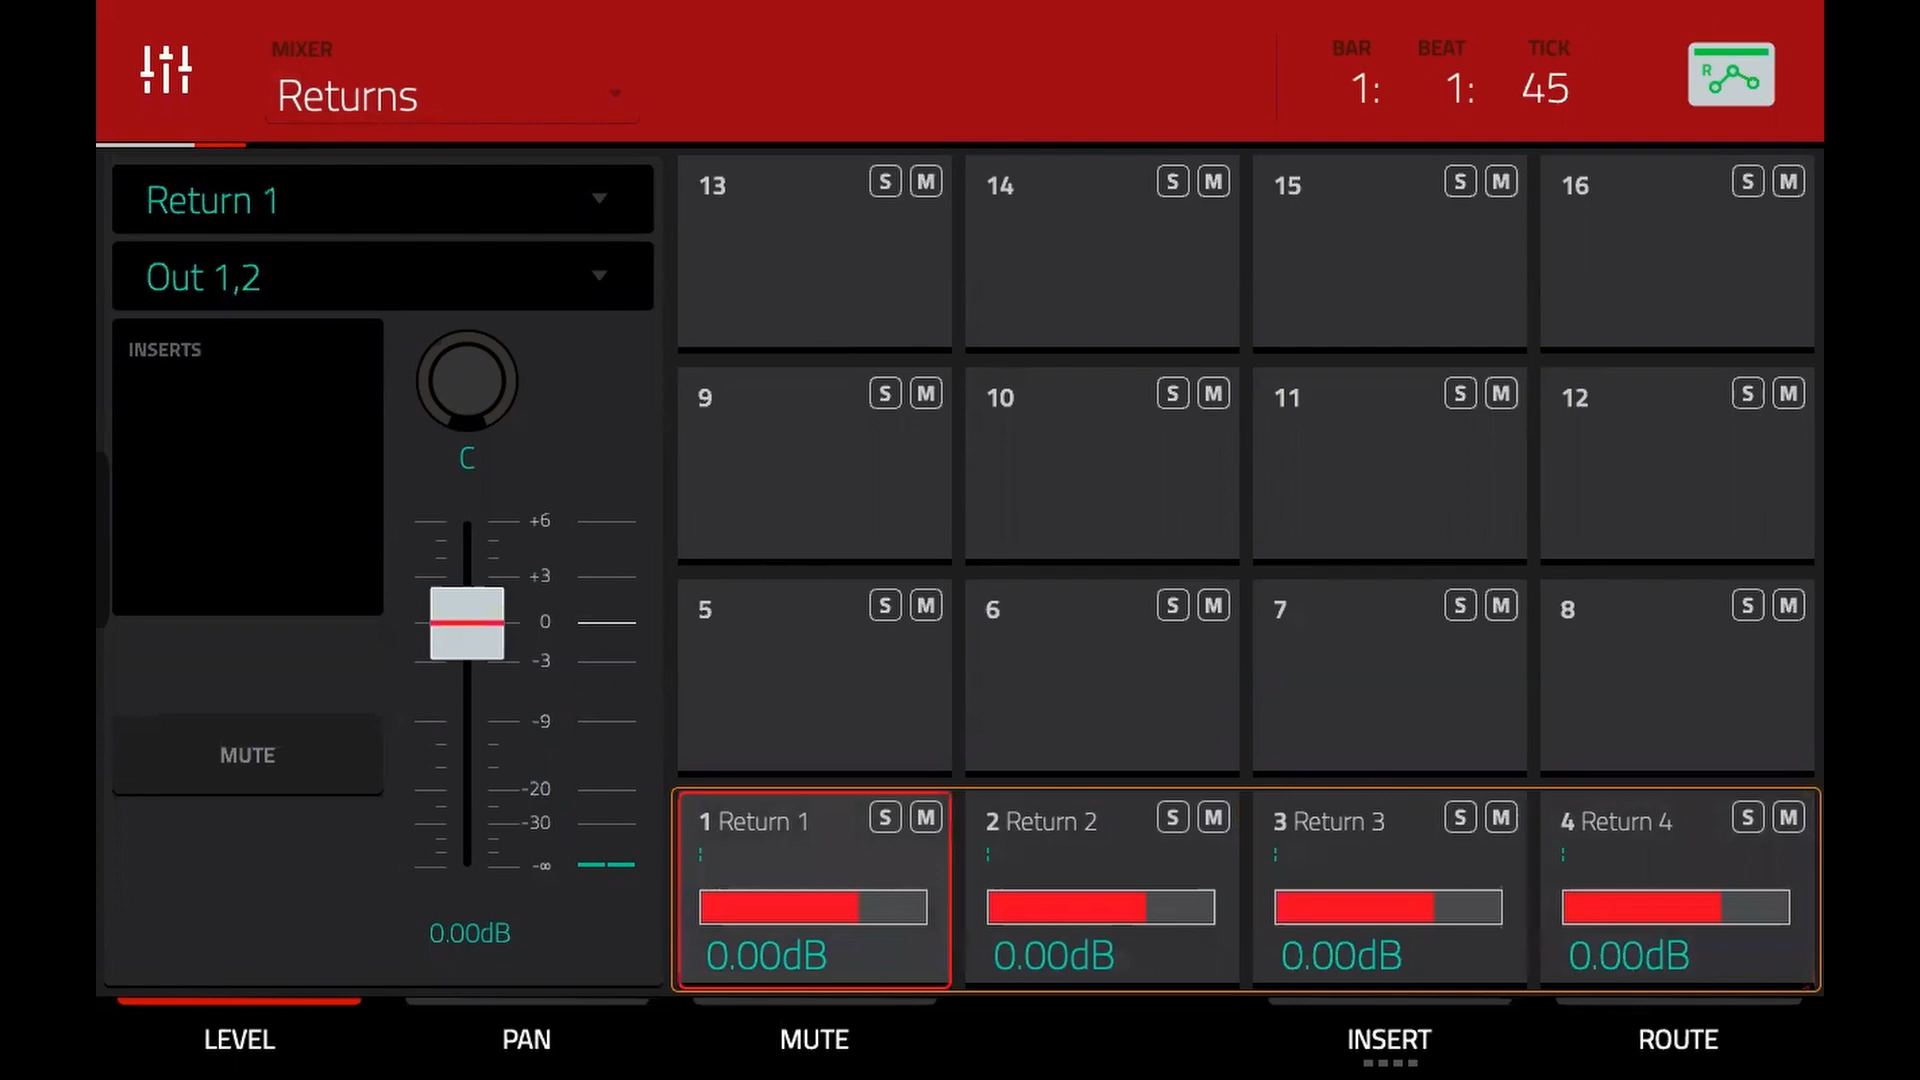 MIXER
Returns
BAR BEAT TICK
1: 1: 45
R
Return 1
Out 1,2
INSERTS
C
+6
+3
0
-3
-9
-20
-30
-∞
MUTE
0.00dB
13 S M
14 S M
15 S M
16 S M
9 S M
10 S M
11 S M
12 S M
5 S M
6 S M
7 S M
8 S M
1 Return 1 S M
0.00dB
2 Return 2 S M
0.00dB
3 Return 3 S M
0.00dB
4 Return 4 S M
0.00dB
LEVEL PAN MUTE INSERT ROUTE